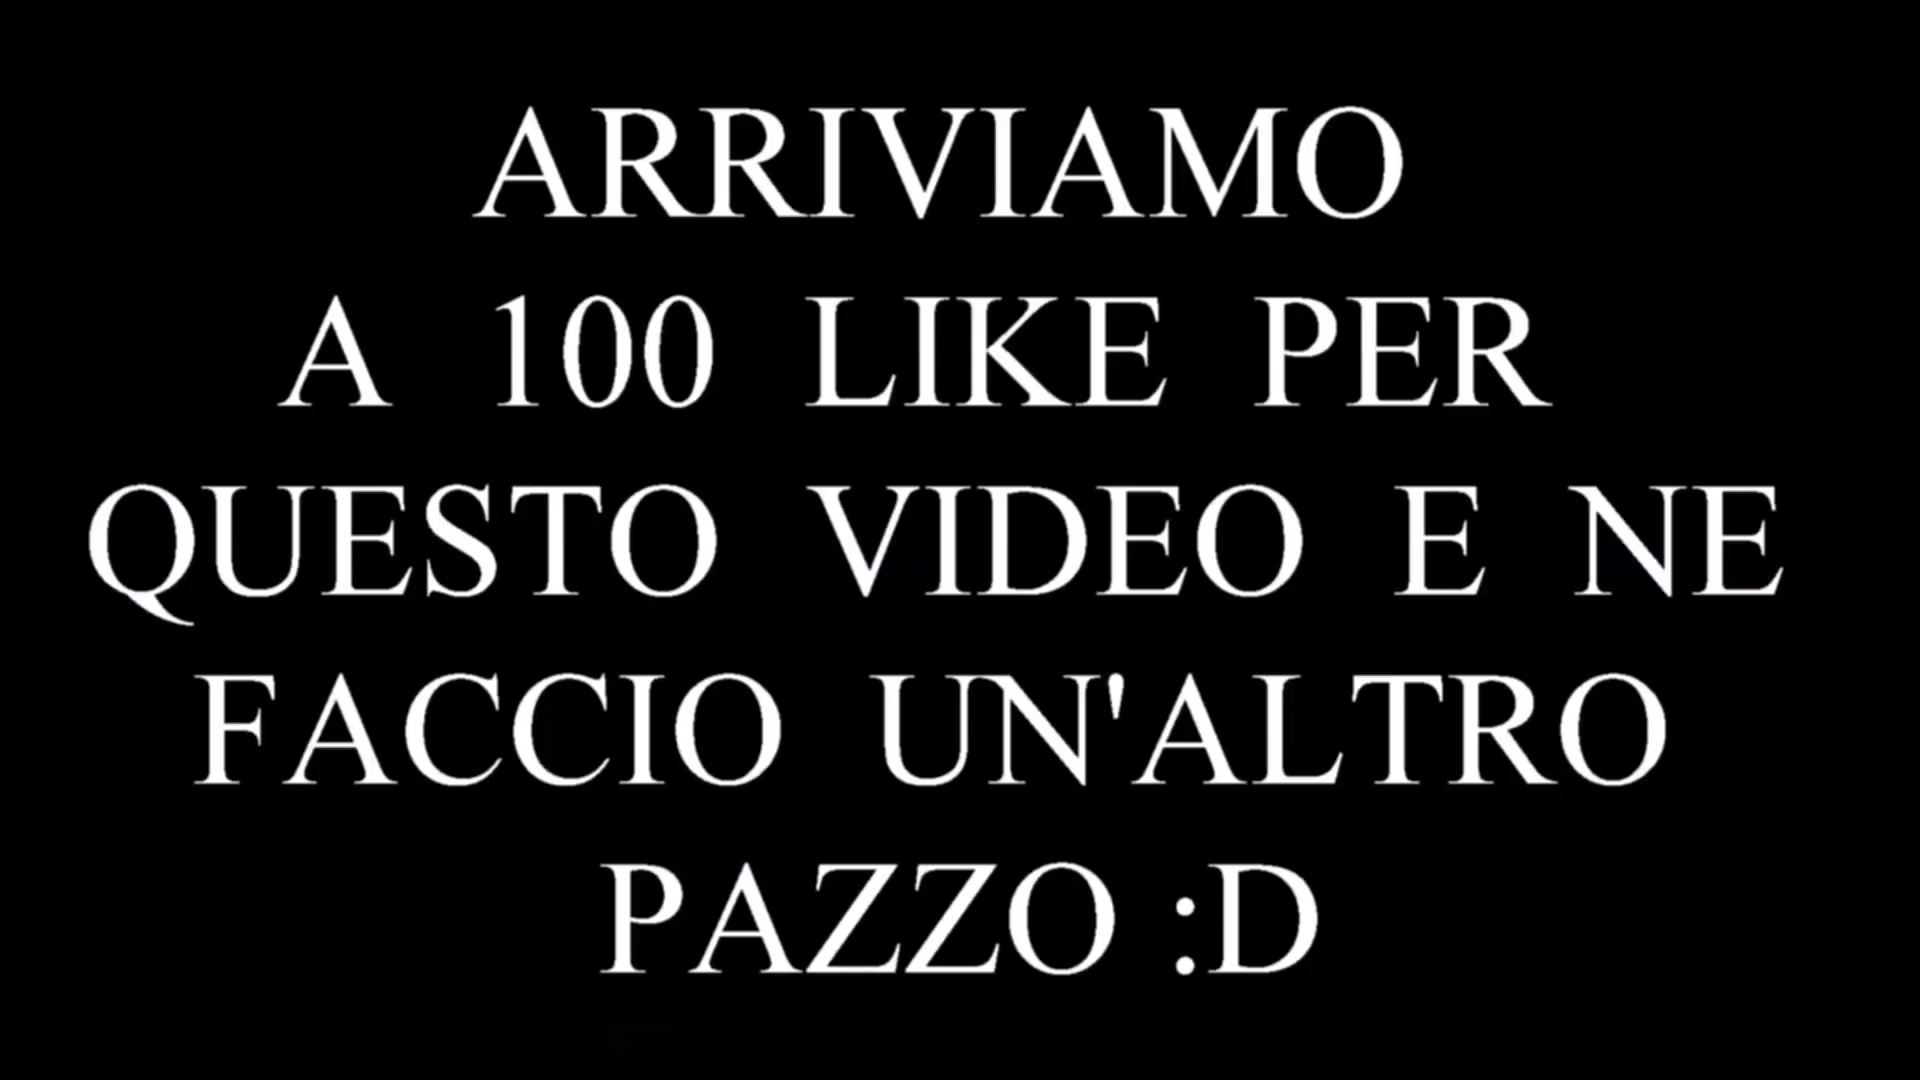 ARRIVIAMO
A 100 LIKE PER
QUESTO VIDEO E NE
FACCIO UN'ALTRO
PAZZO :D